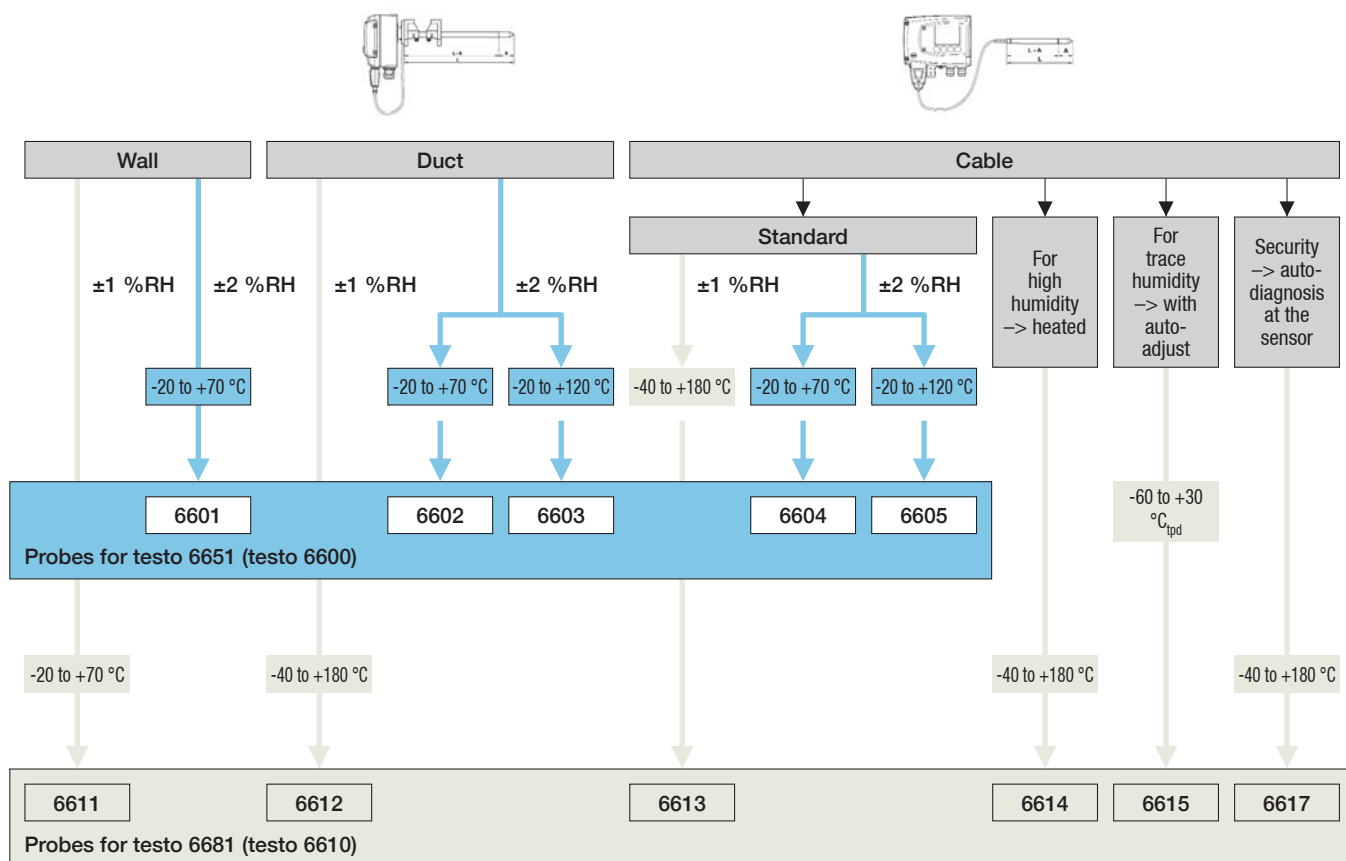 L - A
A
L
L - A
A
L
Wall
Duct
Cable
Standard
For
high
humidity
–> heated
For
trace
humidity
–> with
auto-
adjust
Security
–> auto-
diagnosis
at the
sensor
±1 %RH
±2 %RH
±1 %RH
±2 %RH
±1 %RH
±2 %RH
-20 to +70 °C
-20 to +70 °C
-20 to +120 °C
-40 to +180 °C
-20 to +70 °C
-20 to +120 °C
6601
6602
6603
6604
6605
-60 to +30
°Ctpd
Probes for testo 6651 (testo 6600)
-20 to +70 °C
-40 to +180 °C
-40 to +180 °C
-40 to +180 °C
6611
6612
6613
6614
6615
6617
Probes for testo 6681 (testo 6610)